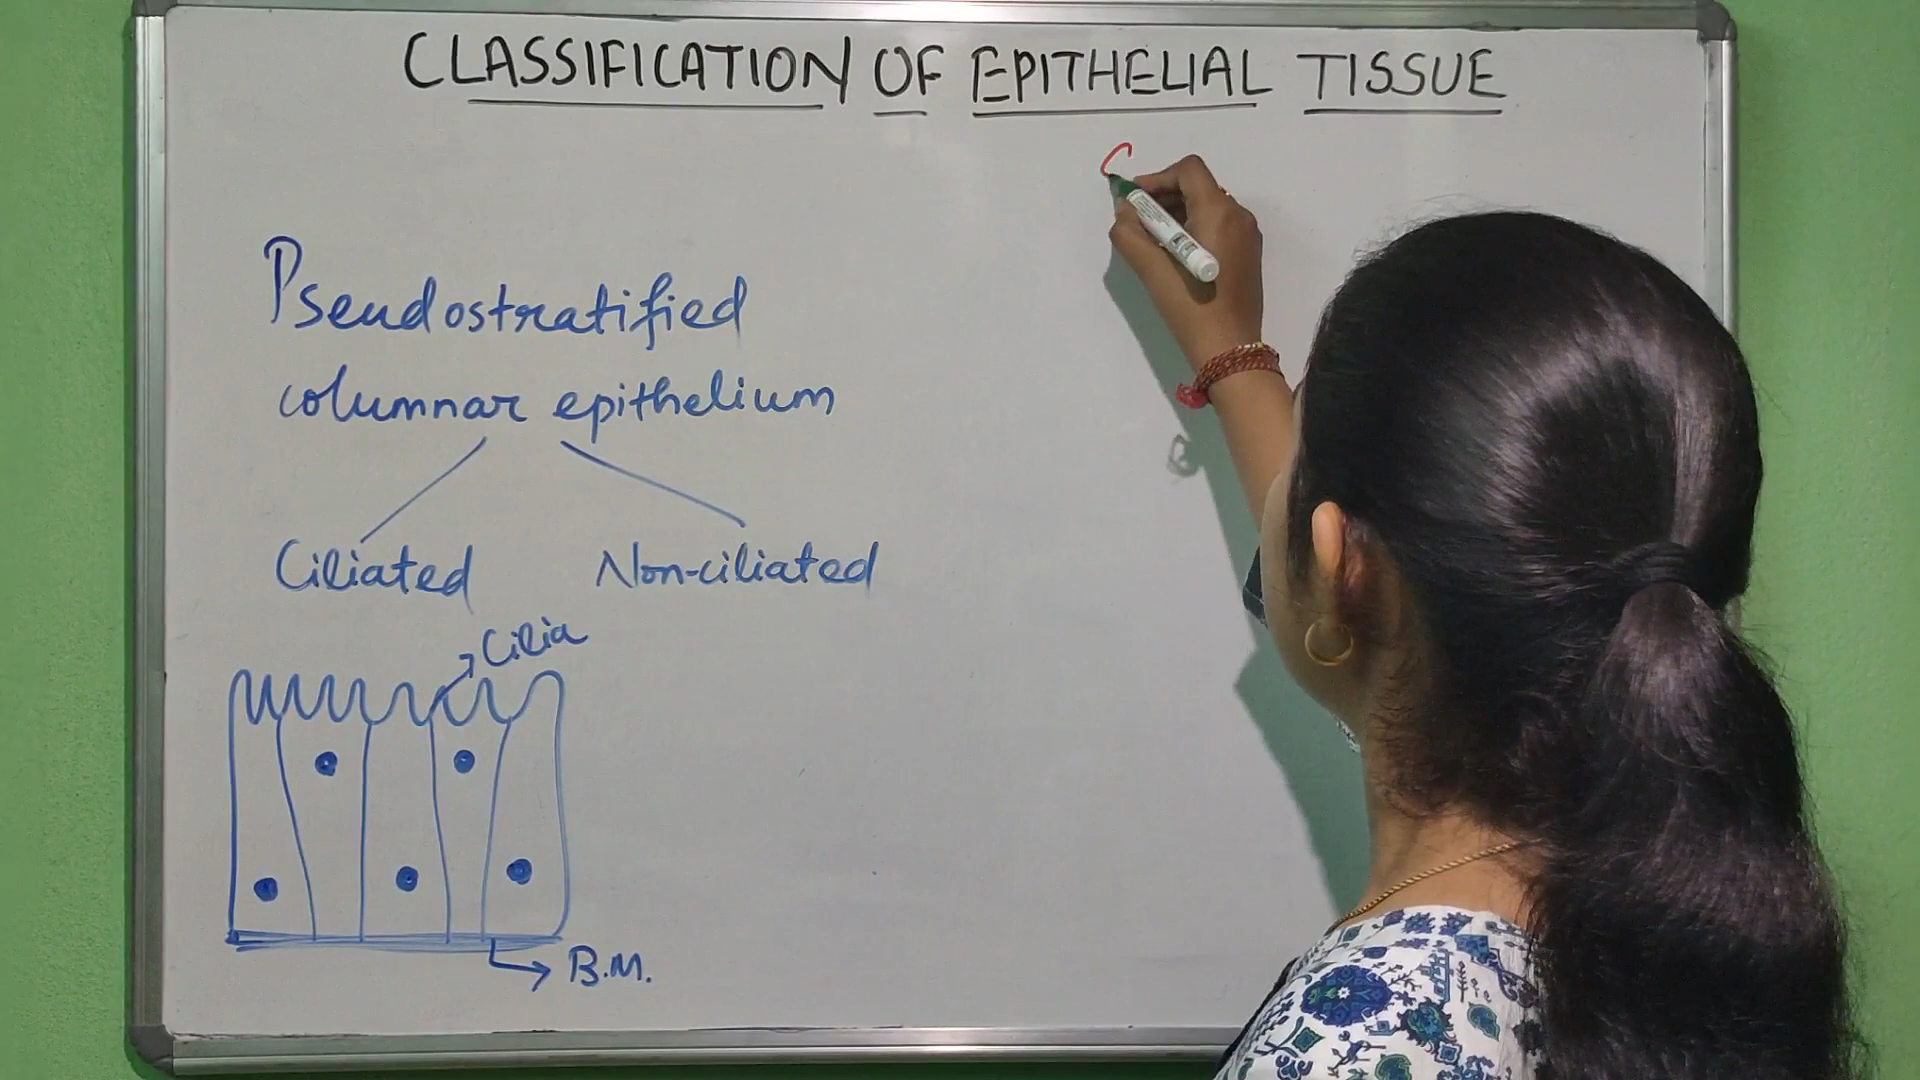 CLASSIFICATION OF EPITHELIAL TISSUE
Pseudostratified
columnar epithelium
Ciliated Non-ciliated
Cilia
B.M.